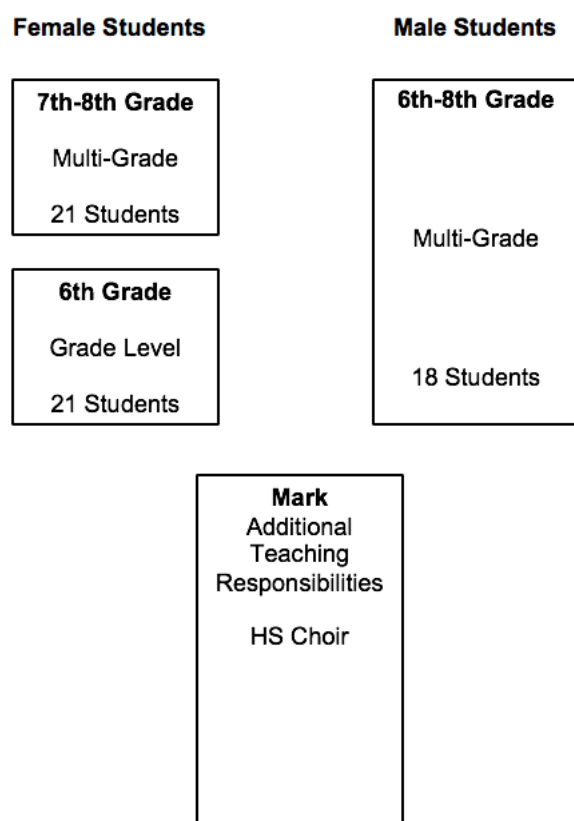 Female Students
Male Students
7th-8th Grade
Multi-Grade
21 Students
6th Grade
Grade Level
21 Students
6th-8th Grade
Multi-Grade
18 Students
Mark
Additional
Teaching
Responsibilities
HS Choir